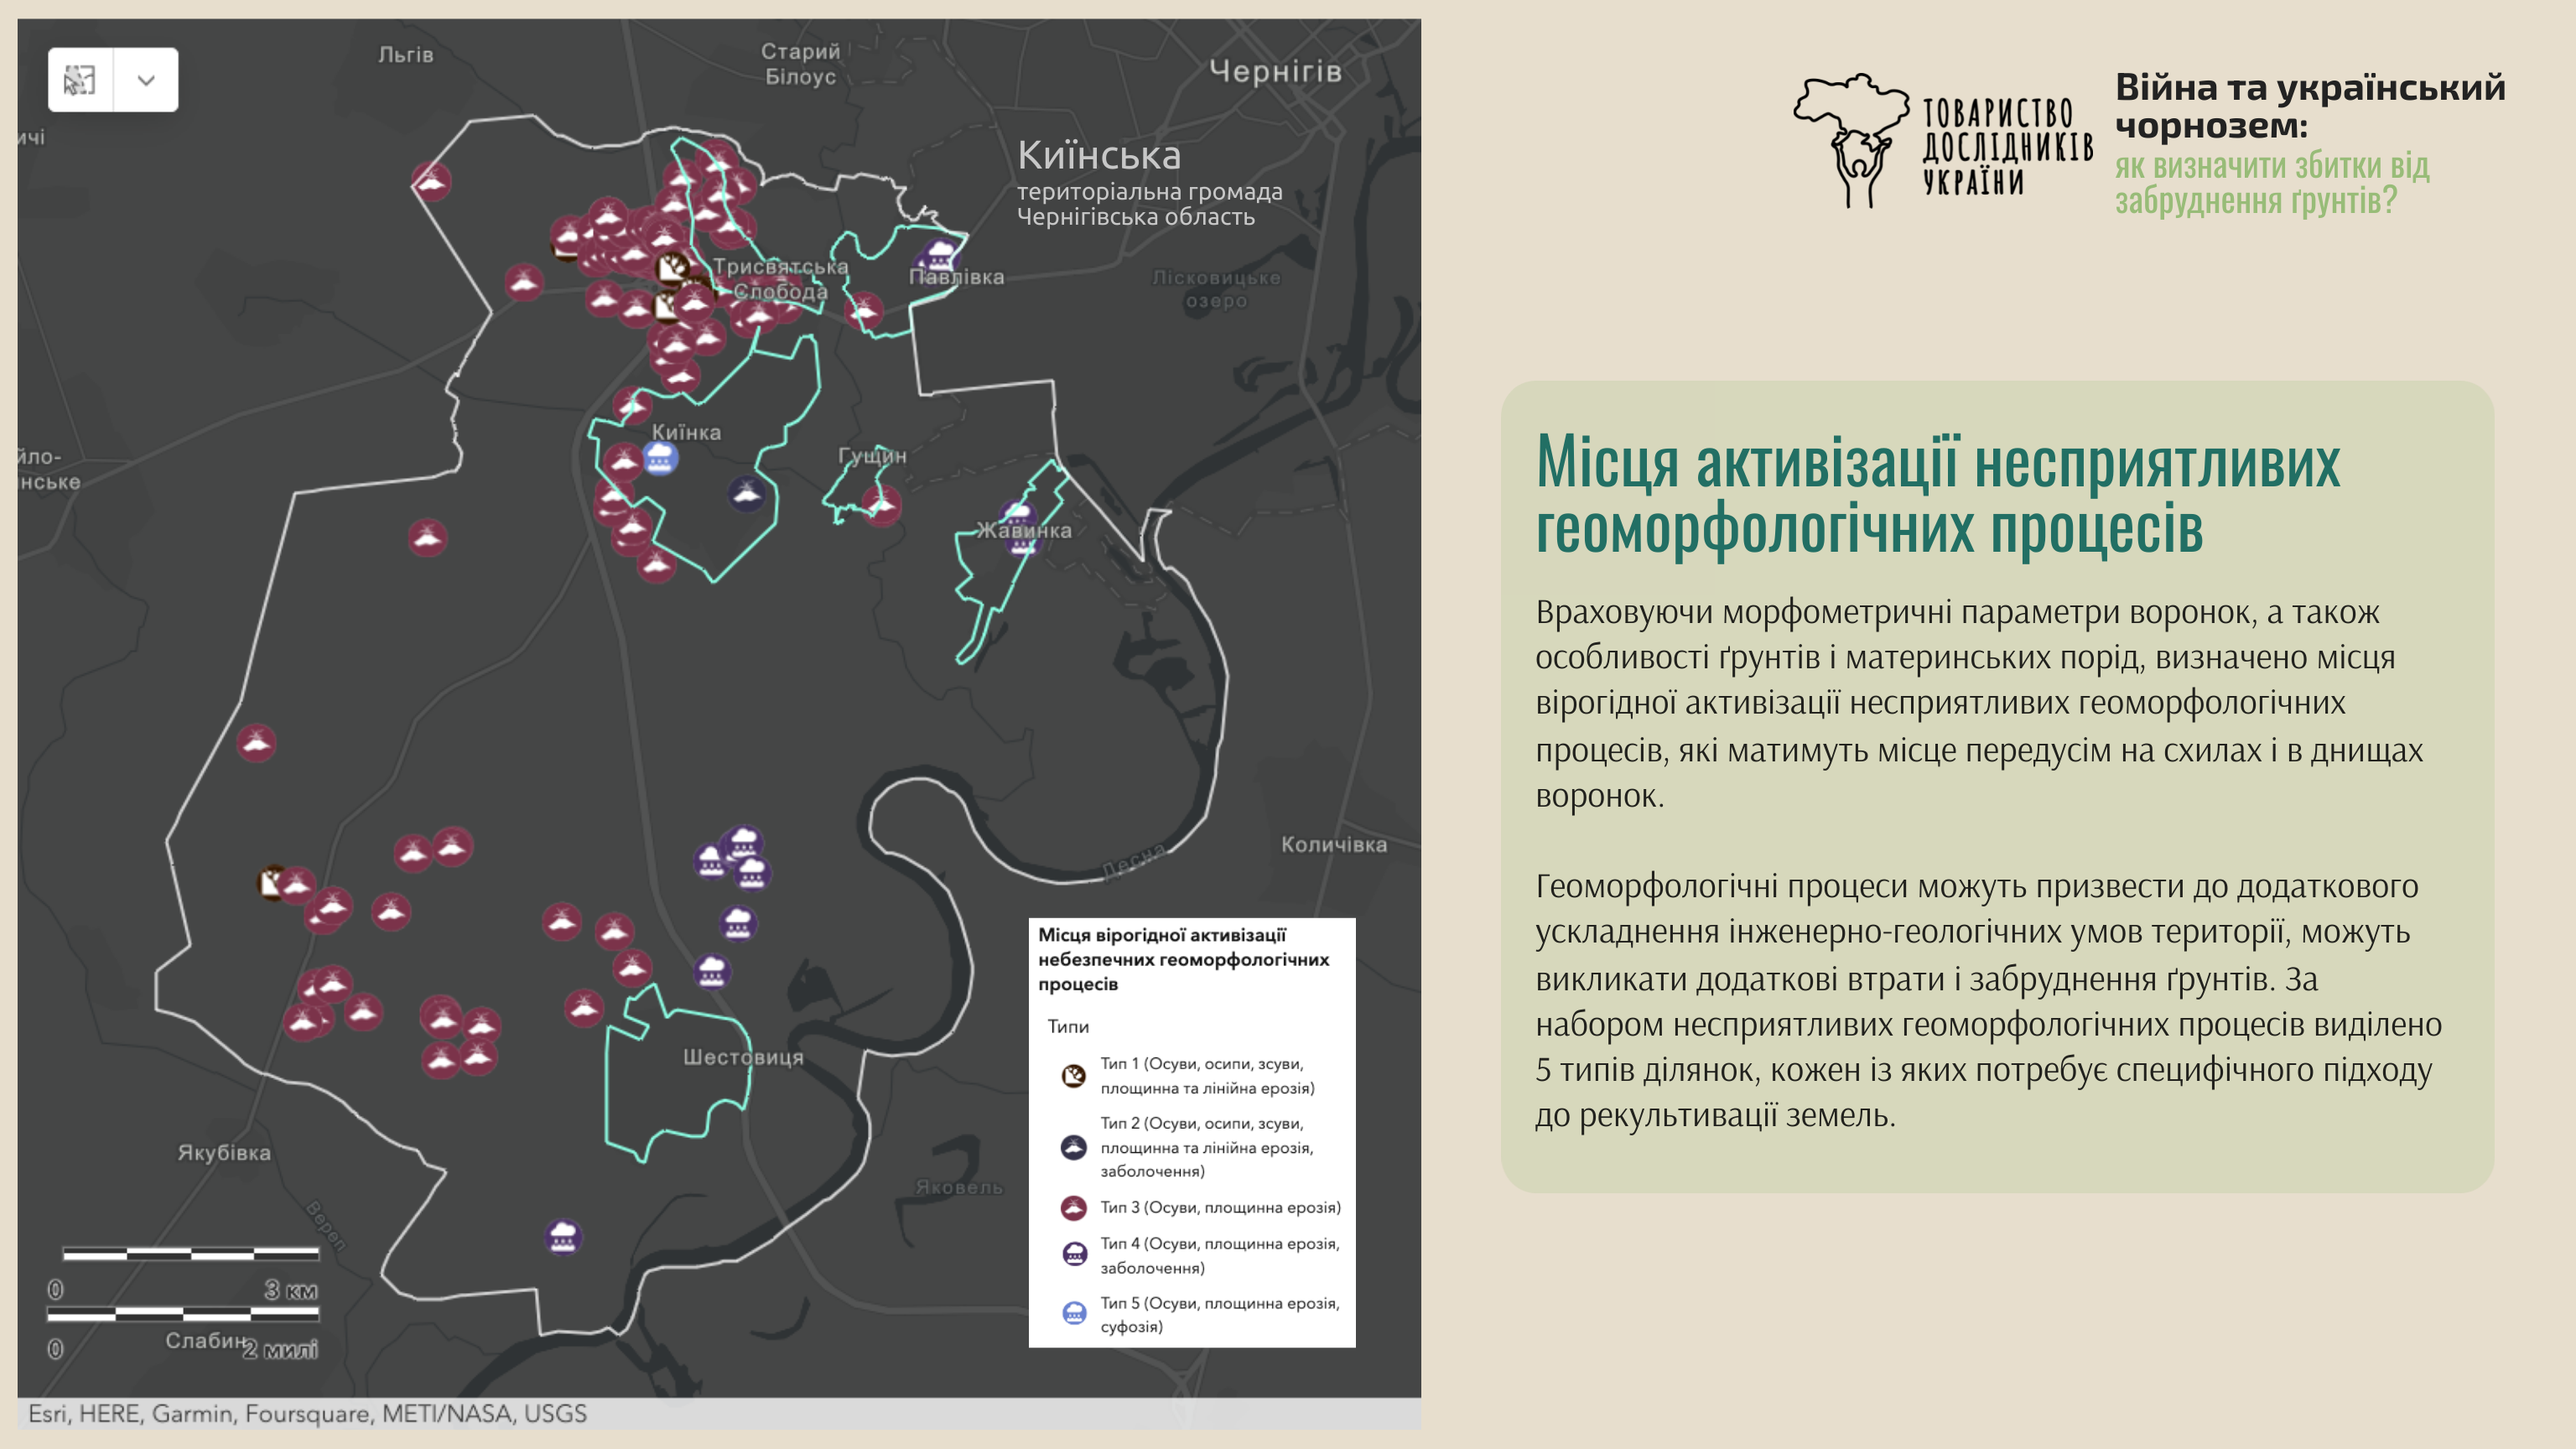 Льгів
Старий
Білоус
Чернігів
ичі
Киїнська
територіальна громада
Чернігівська область
Трисвятська
Слобода
Павлівка
Лісковицьке
озеро
Киїнка
Гущин
йло-
нське
Жавинка
Количівка
Десна
Шестовиця
Якубівка
Яковель
Вереп
Місця вірогідної активізації
небезпечних геоморфологічних
процесів
Типи
Тип 1 (Осуви, осипи, зсуви,
площинна та лінійна ерозія)
Тип 2 (Осуви, осипи, зсуви,
площинна та лінійна ерозія,
заболочення)
Тип 3 (Осуви, площинна ерозія)
Тип 4 (Осуви, площинна ерозія,
заболочення)
Тип 5 (Осуви, площинна ерозія,
суфозія)
0 3 км
Слабин
0 2 милі
Esri, HERE, Garmin, Foursquare, METI/NASA, USGS
ТОВАРИСТВО
ДОСЛІДНИКІВ
УКРАЇНИ
Війна та український
чорнозем:
як визначити збитки від
забруднення ґрунтів?
Місця активізації несприятливих
геоморфологічних процесів
Враховуючи морфометричні параметри воронок, а також
особливості ґрунтів і материнських порід, визначено місця
вірогідної активізації несприятливих геоморфологічних
процесів, які матимуть місце передусім на схилах і в днищах
воронок.
Геоморфологічні процеси можуть призвести до додаткового
ускладнення інженерно-геологічних умов території, можуть
викликати додаткові втрати і забруднення ґрунтів. За
набором несприятливих геоморфологічних процесів виділено
5 типів ділянок, кожен із яких потребує специфічного підходу
до рекультивації земель.